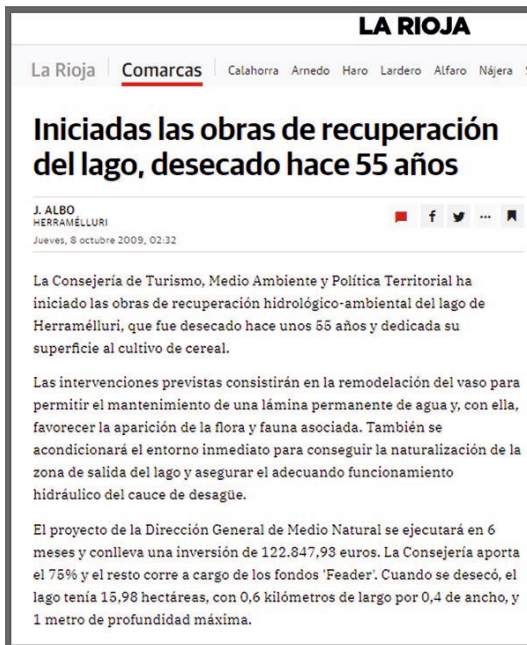 LA RIOJA
La Rioja Comarcas Calahorra Arnedo Haro Lardero Alfaro Nájera
Iniciadas las obras de recuperación
del lago, desecado hace 55 años
J. ALBO
HERRAMÉLLURI
Jueves, 8 octubre 2009, 02:32
La Consejería de Turismo, Medio Ambiente y Política Territorial ha
iniciado las obras de recuperación hidrológico-ambiental del lago de
Herramélluri, que fue desecado hace unos 55 años y dedicada su
superficie al cultivo de cereal.
Las intervenciones previstas consistirán en la remodelación del vaso para
permitir el mantenimiento de una lámina permanente de agua y, con ella,
favorecer la aparición de la flora y fauna asociada. También se
acondicionará el entorno inmediato para conseguir la naturalización de la
zona de salida del lago y asegurar el adecuando funcionamiento
hidráulico del cauce de desagüe.
El proyecto de la Dirección General de Medio Natural se ejecutará en 6
meses y conlleva una inversión de 122.847,93 euros. La Consejería aporta
el 75% y el resto corre a cargo de los fondos 'Feader'. Cuando se desecó, el
lago tenía 15,98 hectáreas, con 0,6 kilómetros de largo por 0,4 de ancho, y
1 metro de profundidad máxima.